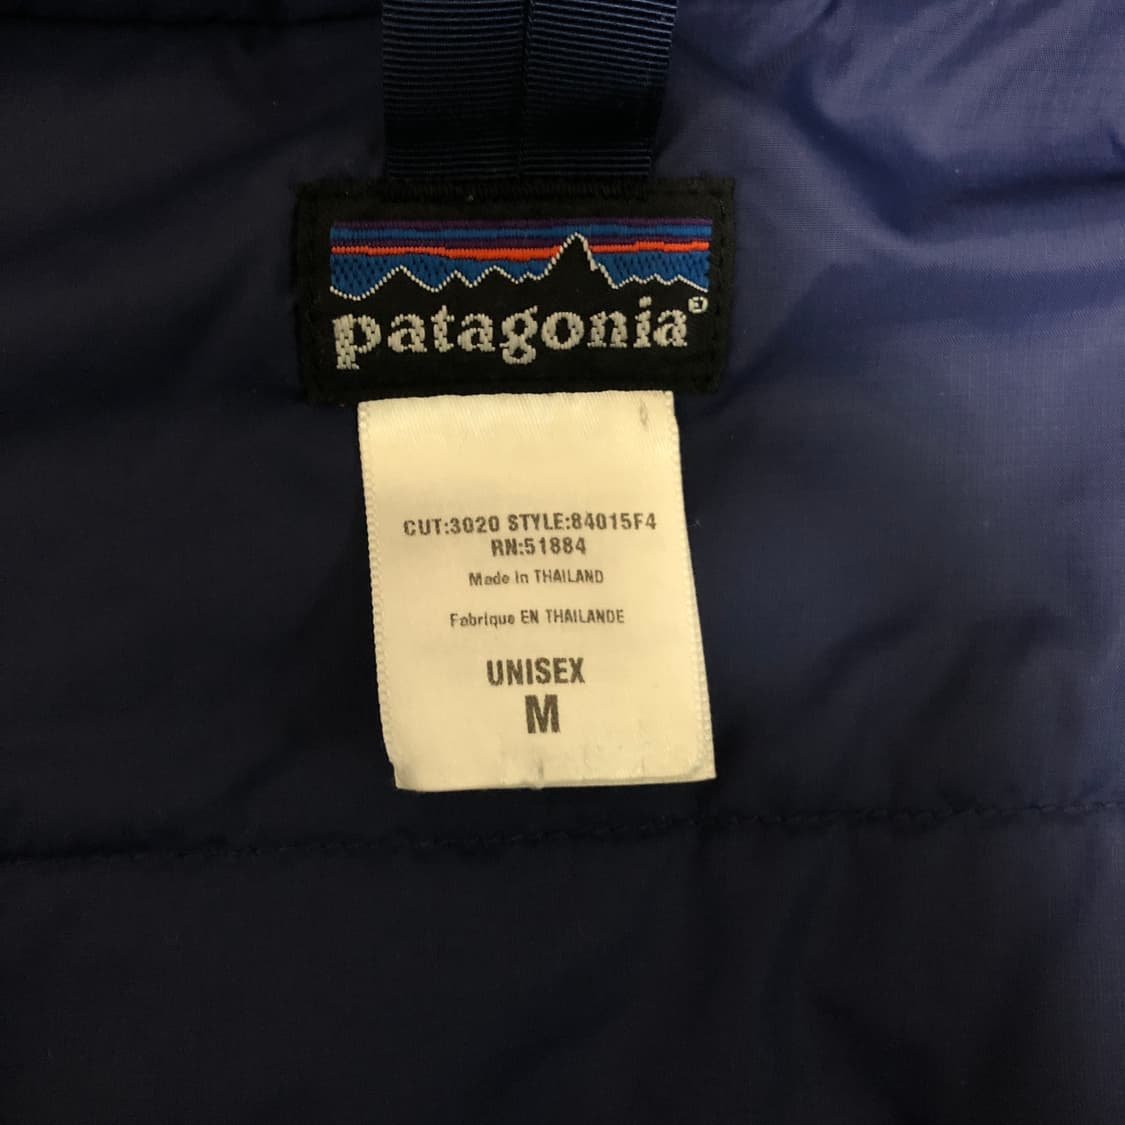 patagonia®
CUT:3020 STYLE:84015F4
RN:51884
Made in THAILAND
Fabrique EN THAILANDE
UNISEX
M